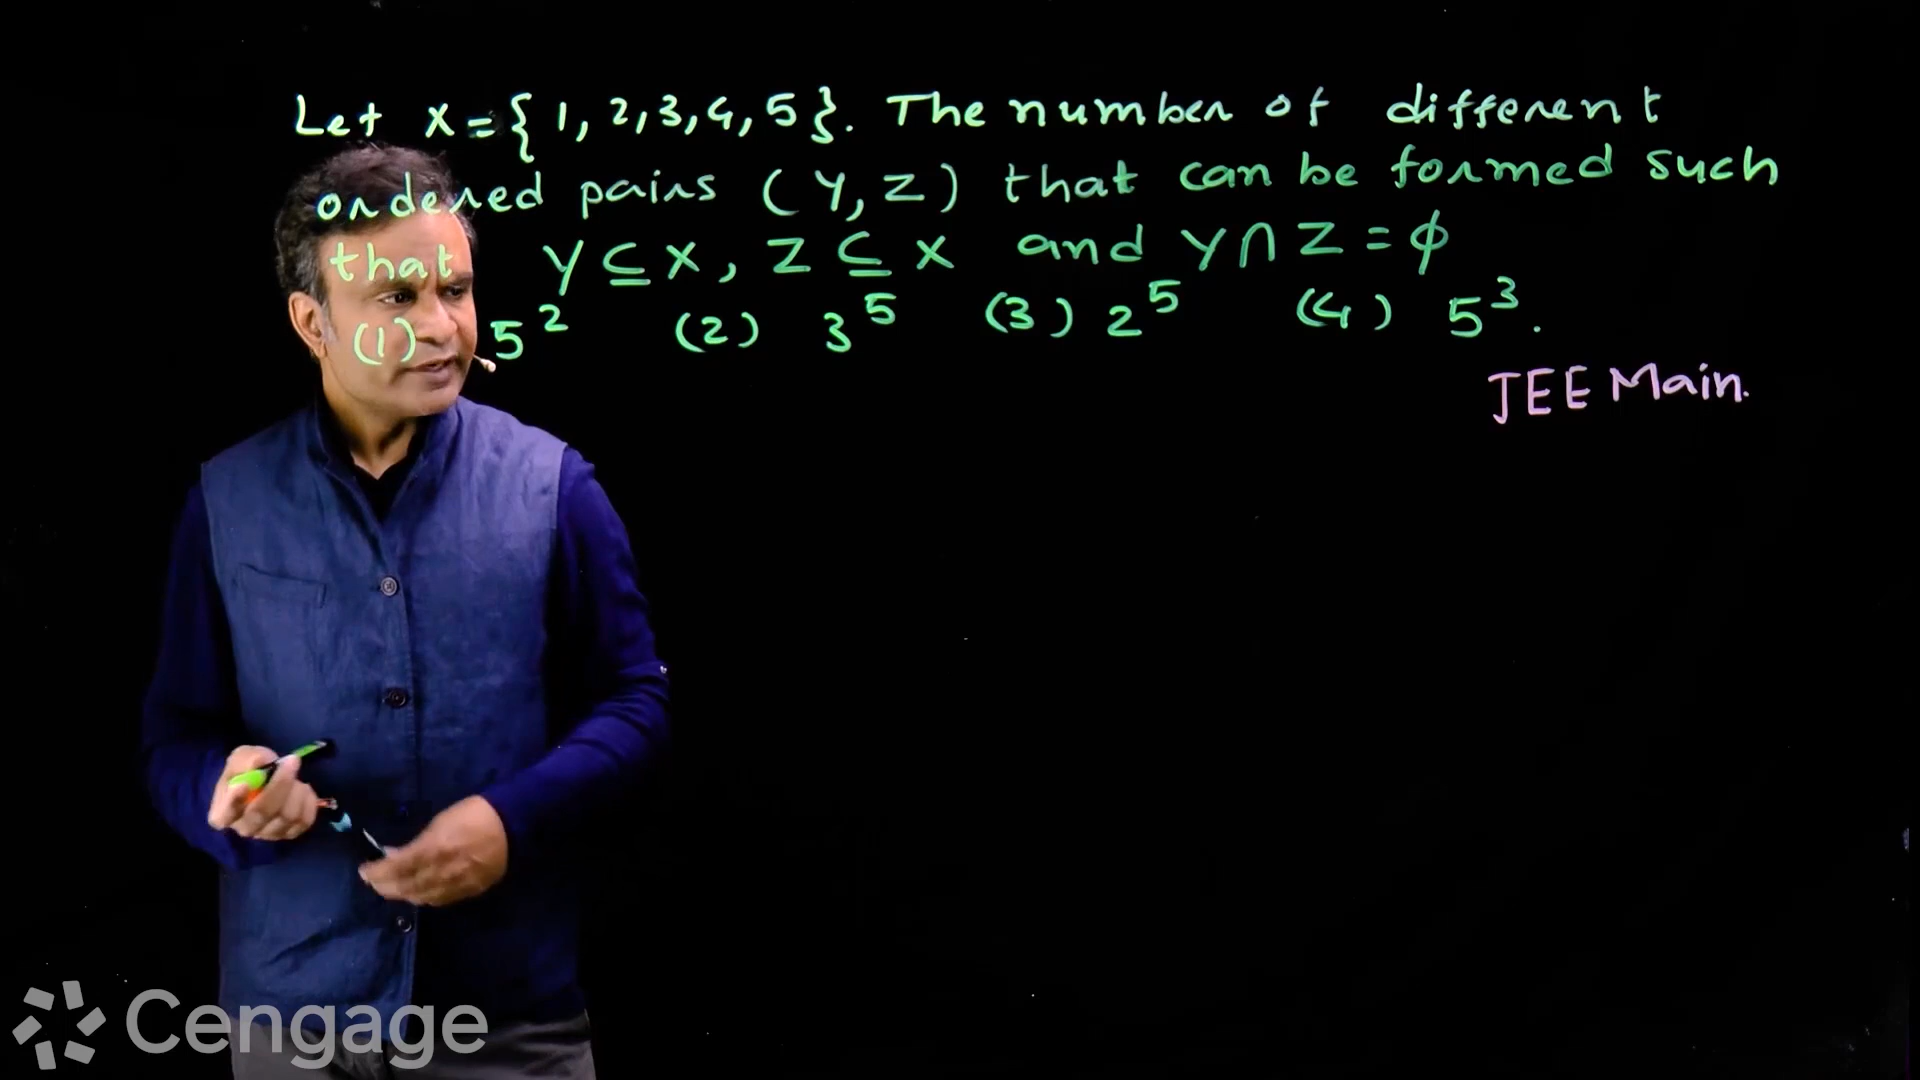 Let X = { 1, 2, 3, 4, 5 }. The number of different
ordered pairs ( Y, Z ) that can be formed such
that Y ⊆ X, Z ⊆ X and Y ∩ Z = ϕ
(1) 5² (2) 3⁵ (3) 2⁵ (4) 5³.
JEE Main.
Cengage